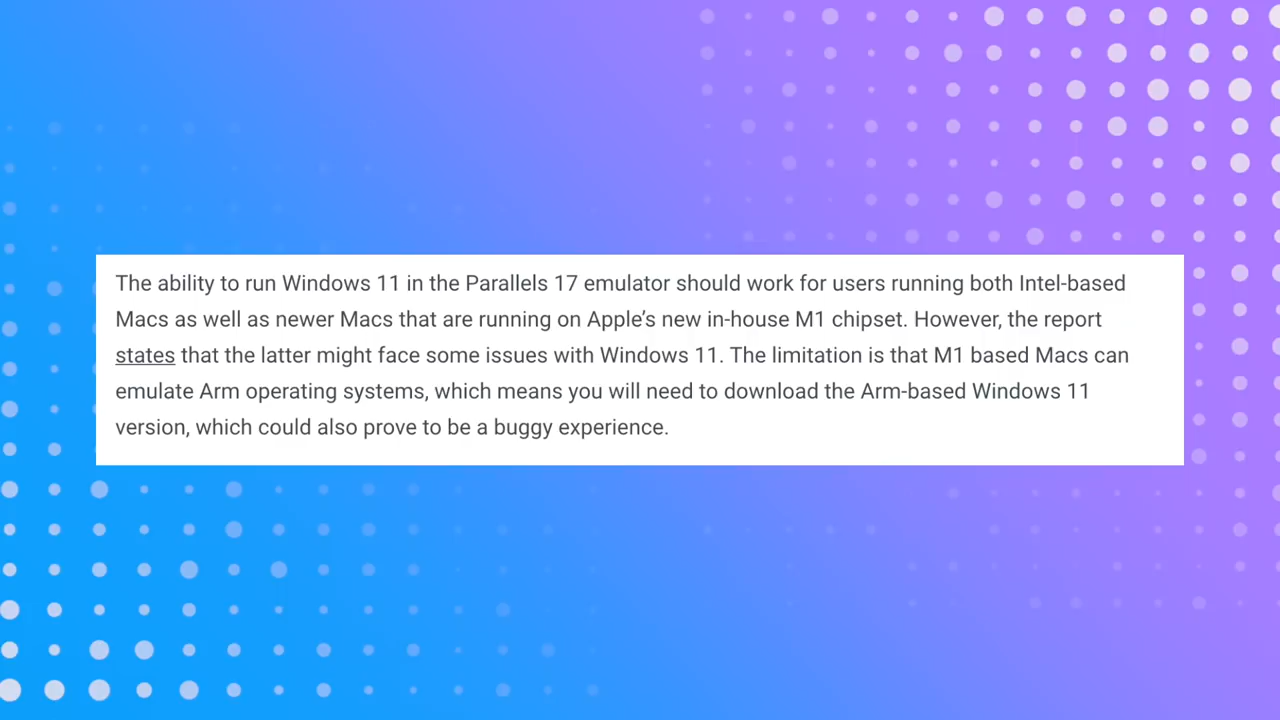 The ability to run Windows 11 in the Parallels 17 emulator should work for users running both Intel-based
Macs as well as newer Macs that are running on Apple’s new in-house M1 chipset. However, the report
states that the latter might face some issues with Windows 11. The limitation is that M1 based Macs can
emulate Arm operating systems, which means you will need to download the Arm-based Windows 11
version, which could also prove to be a buggy experience.